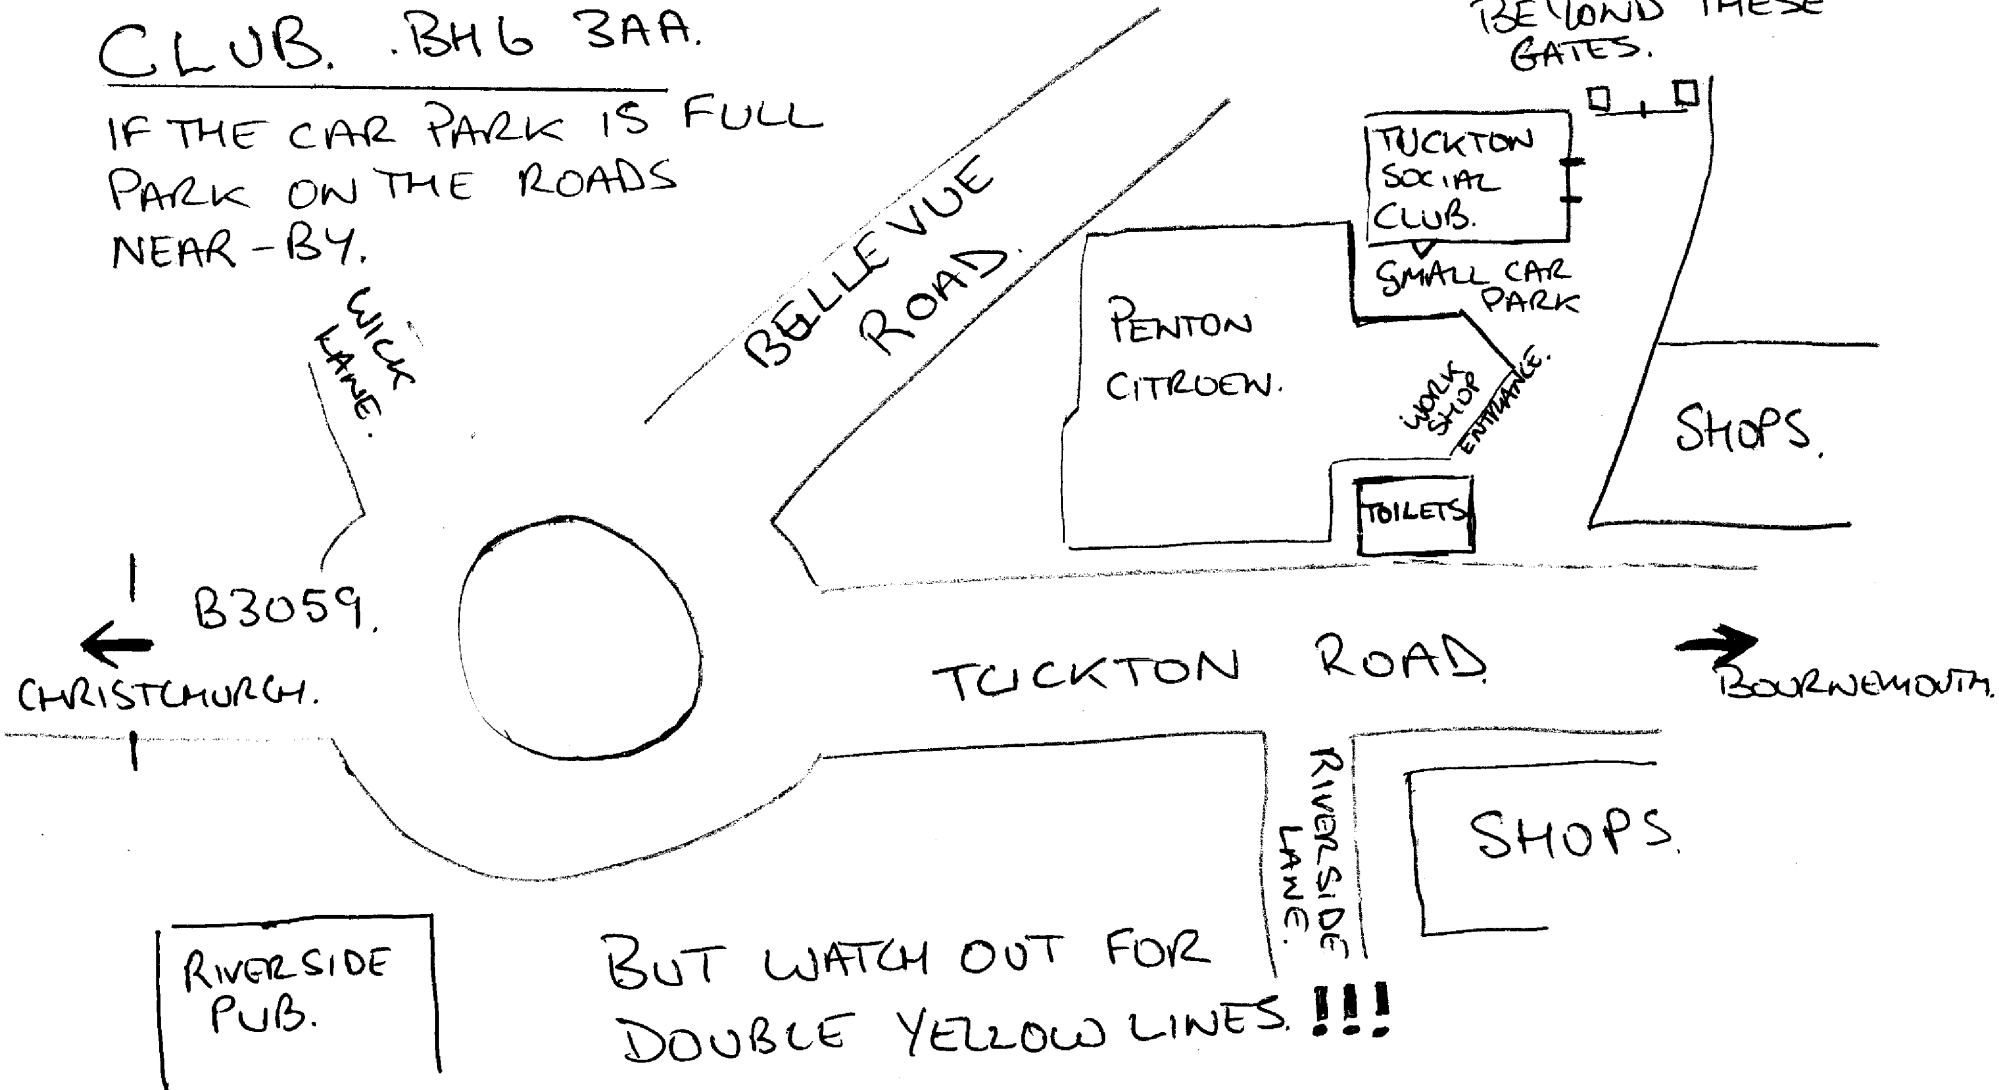 CLUB. .BH6 3AA.
IF THE CAR PARK IS FULL
PARK ON THE ROADS
NEAR-BY.
BEYOND THESE
GATES.
TUCKTON
SOCIAL
CLUB.
SMALL CAR
PARK
WICK
LANE.
BELLEVUE
ROAD.
PENTON
CITROEN.
WORK
SHOP
ENTRANCE.
SHOPS.
TOILETS
B3059.
CHRISTCHURCH.
TUCKTON ROAD.
BOURNEMOUTH.
RIVERSIDE
LANE.
SHOPS.
RIVERSIDE
PUB.
BUT WATCH OUT FOR
DOUBLE YELLOW LINES.!!!